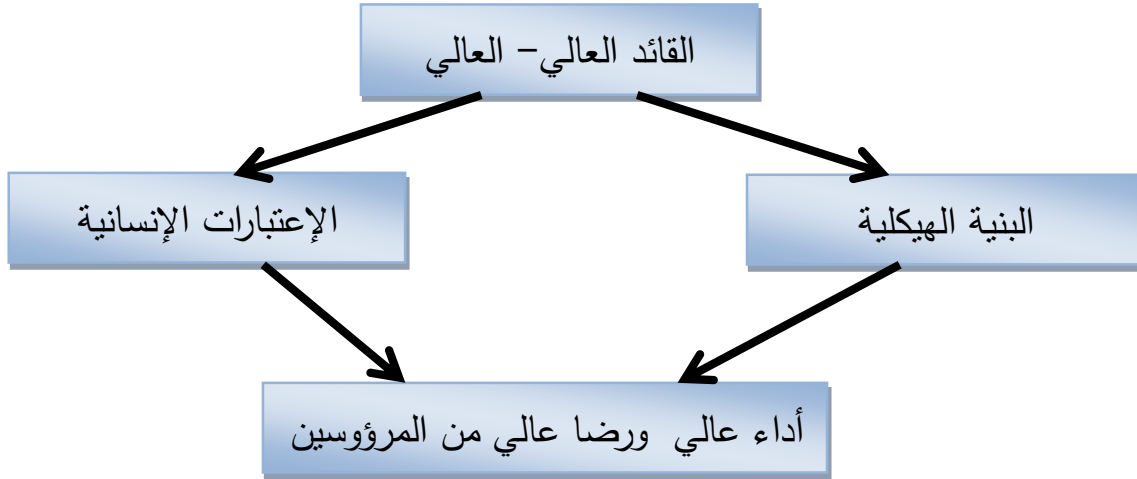 القائد العالي– العالي
البنية الهيكلية
الإعتبارات الإنسانية
أداء عالي ورضا عالي من المرؤوسين